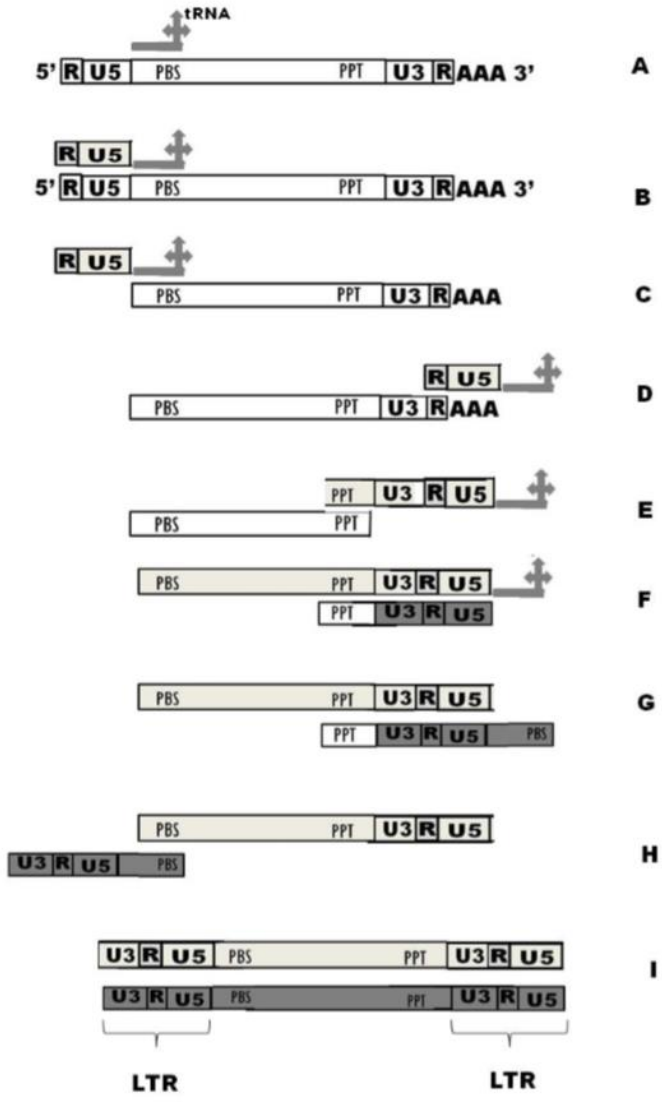 tRNA
5' R U5 PBS PPT U3 R AAA 3' A
R U5
5' R U5 PBS PPT U3 R AAA 3' B
R U5
PBS PPT U3 R AAA C
R U5
PBS PPT U3 R AAA D
PPT U3 R U5
PBS PPT E
PBS PPT U3 R U5 F
PPT U3 R U5
PBS PPT U3 R U5 G
PPT U3 R U5 PBS
PBS PPT U3 R U5
U3 R U5 PBS H
U3 R U5 PBS PPT U3 R U5 I
U3 R U5 PBS PPT U3 R U5
LTR LTR